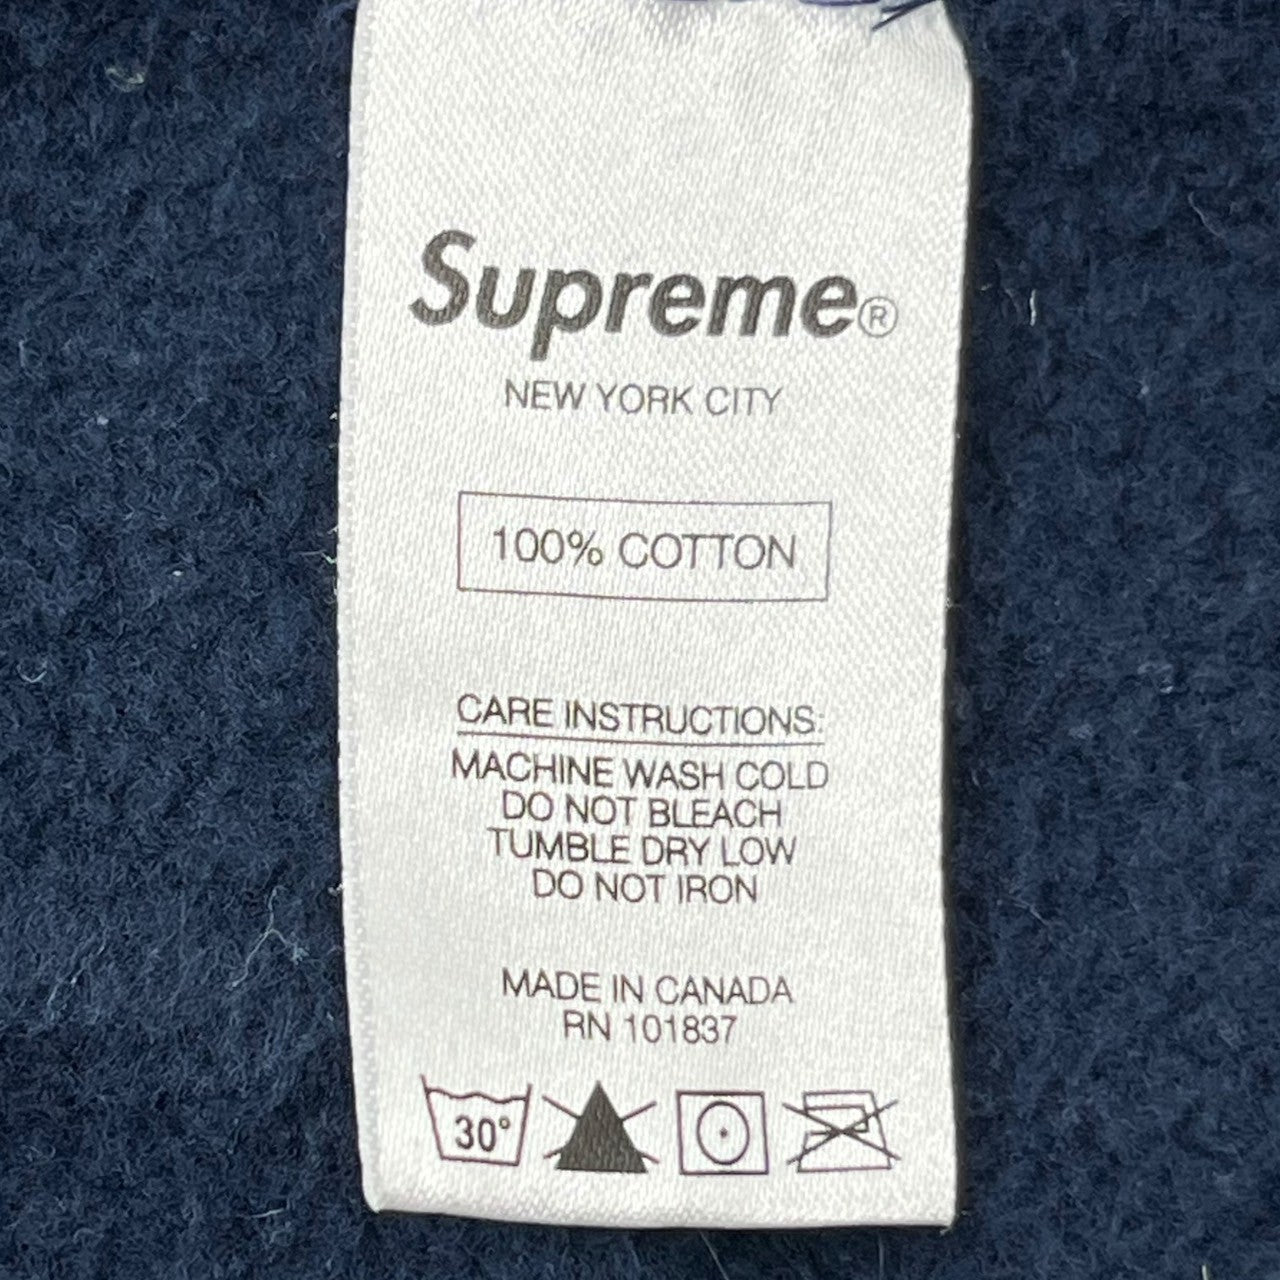 Supreme®
NEW YORK CITY
100% COTTON
CARE INSTRUCTIONS:
MACHINE WASH COLD
DO NOT BLEACH
TUMBLE DRY LOW
DO NOT IRON
MADE IN CANADA
RN 101837
30°